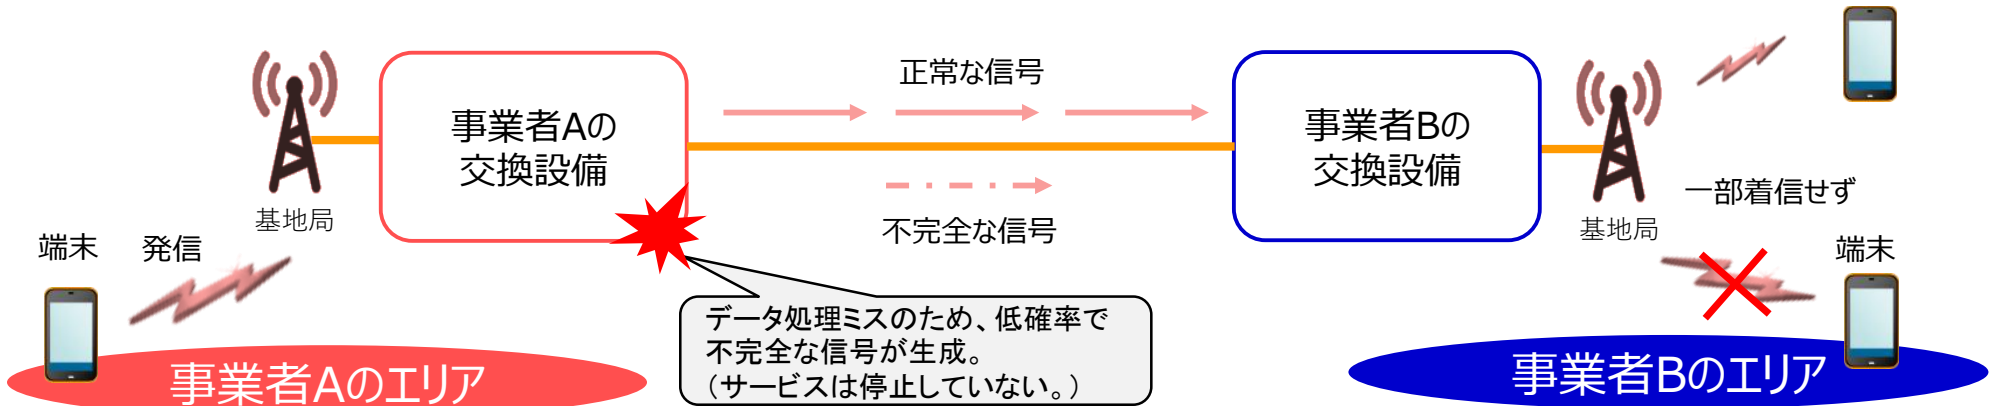 正常な信号
事業者Aの
交換設備
事業者Bの
交換設備
一部着信せず
基地局
不完全な信号
基地局
端末
発信
端末
データ処理ミスのため、低確率で
不完全な信号が生成。
(サービスは停止していない。)
事業者Aのエリア
事業者Bのエリア